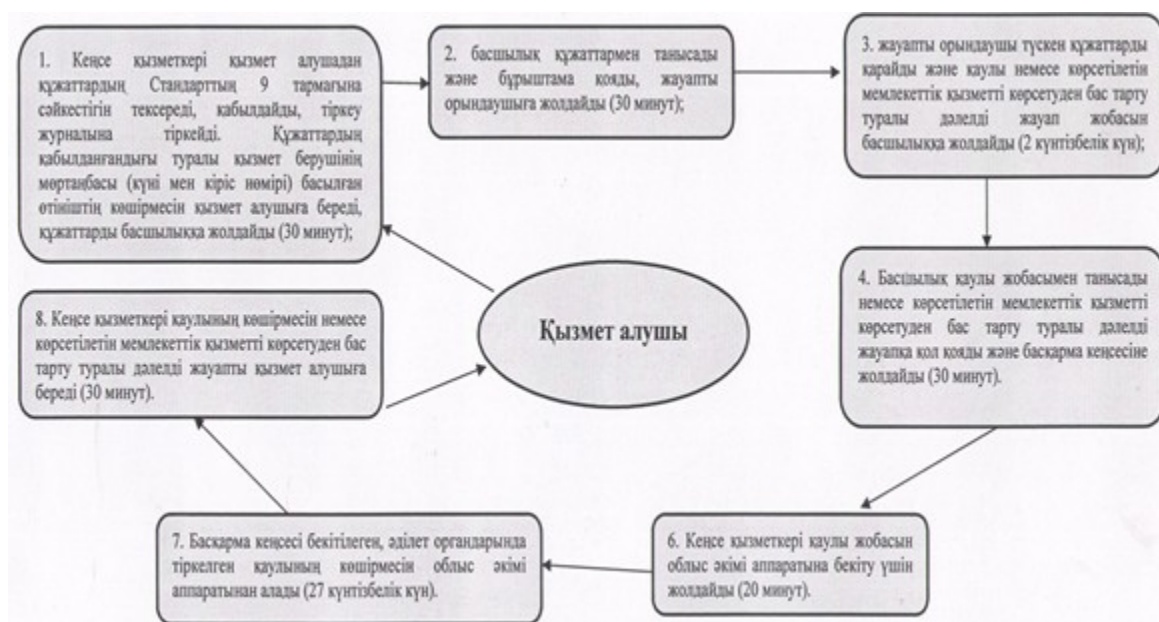 1. Кеңсе қызметкері қызмет алушадан
құжаттардың Стандарттың 9 тармағына
сәйкестігін тексереді, қабылдайды, тіркеу
журналына тіркейді. Құжаттардың
қабылданғандығы туралы қызмет берушінің
мөртаңбасы (күні мен кіріс нөмірі) басылған
өтініштің көшірмесін қызмет алушыға береді,
құжаттарды басшылыққа жолдайды (30 минут);
2. басшылық құжаттармен танысады
және бұрыштама қояды, жауапты
орындаушыға жолдайды (30 минут);
3. жауапты орындаушы түскен құжаттарды
қарайды және қаулы немесе көрсетілетін
мемлекеттік қызметті көрсетуден бас тарту
туралы дәлелді жауап жобасын
басшылыққа жолдайды (2 күнтізбелік күн);
4. Басшылық қаулы жобасымен танысады
немесе көрсетілетін мемлекеттік қызметті
көрсетуден бас тарту туралы дәлелді
жауапқа қол қояды және басқарма кеңсесіне
жолдайды (30 минут).
Қызмет алушы
8. Кеңсе қызметкері қаулының көшірмесін немесе
көрсетілетін мемлекеттік қызметті көрсетуден бас
тарту туралы дәлелді жауапты қызмет алушыға
береді (30 минут).
7. Басқарма кеңсесі бекітілеген, әділет органдарында
тіркелген қаулының көшірмесін облыс әкімі
аппаратынан алады (27 күнтізбелік күн).
6. Кеңсе қызметкері қаулы жобасын
облыс әкімі аппаратына бекіту үшін
жолдайды (20 минут).